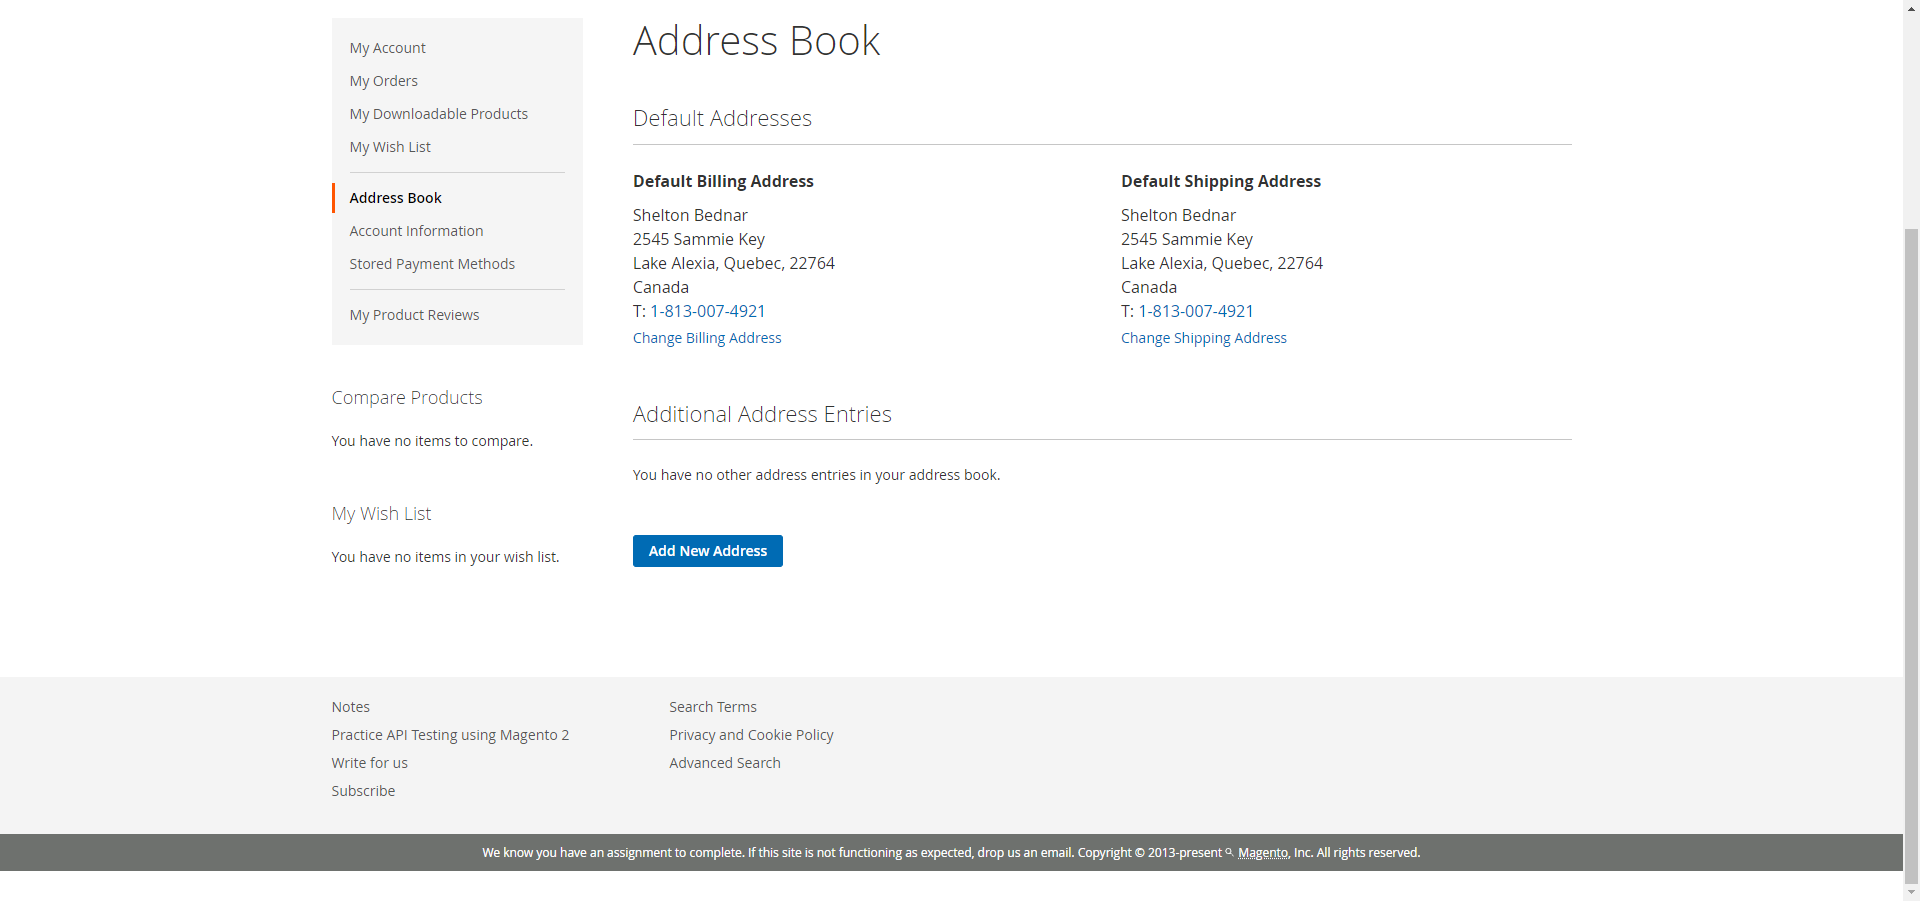 My Account
My Orders
My Downloadable Products
My Wish List
Address Book
Account Information
Stored Payment Methods
My Product Reviews
Compare Products
You have no items to compare.
My Wish List
You have no items in your wish list.
Address Book
Default Addresses
Default Billing Address
Shelton Bednar
2545 Sammie Key
Lake Alexia, Quebec, 22764
Canada
T: 1-813-007-4921
Change Billing Address
Default Shipping Address
Shelton Bednar
2545 Sammie Key
Lake Alexia, Quebec, 22764
Canada
T: 1-813-007-4921
Change Shipping Address
Additional Address Entries
You have no other address entries in your address book.
Add New Address
Notes
Practice API Testing using Magento 2
Write for us
Subscribe
Search Terms
Privacy and Cookie Policy
Advanced Search
We know you have an assignment to complete. If this site is not functioning as expected, drop us an email. Copyright © 2013-present Magento, Inc. All rights reserved.